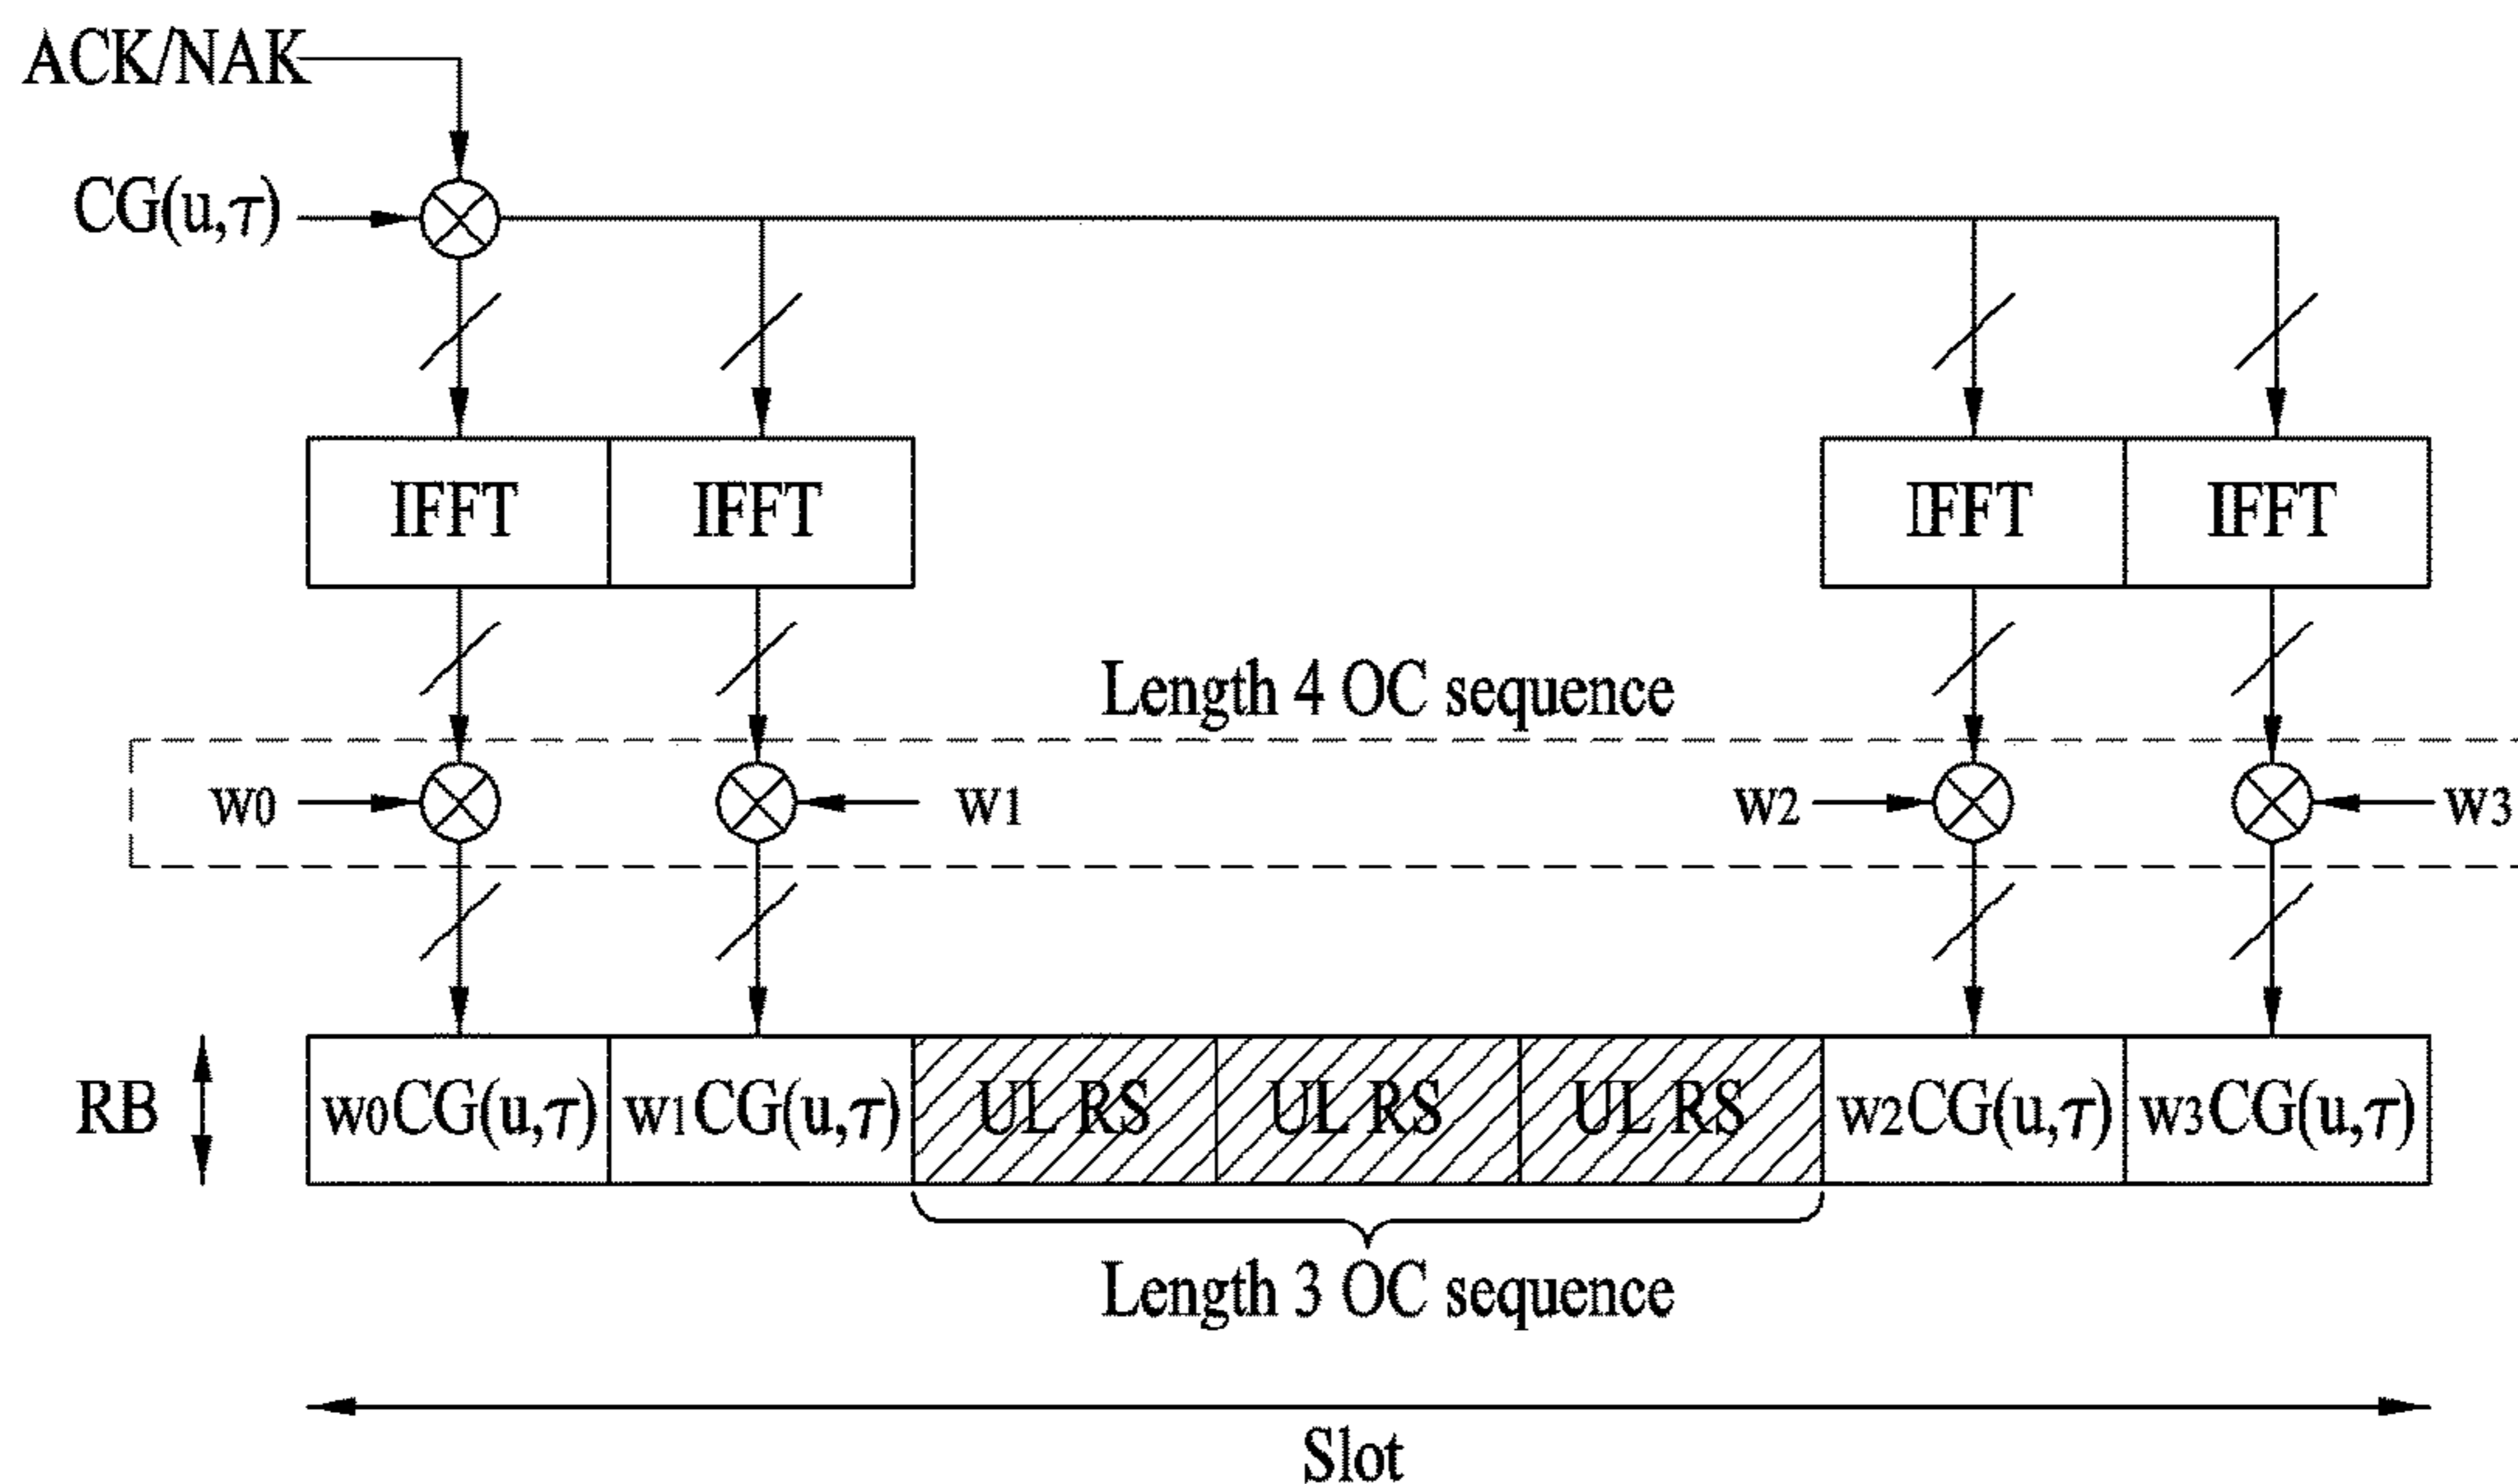 ACK/NAK
CG(u,τ)
IFFT IFFT IFFT IFFT
Length 4 OC sequence
w0 w1 w2 w3
RB w0CG(u,τ) w1CG(u,τ) UL RS UL RS UL RS w2CG(u,τ) w3CG(u,τ)
Length 3 OC sequence
Slot